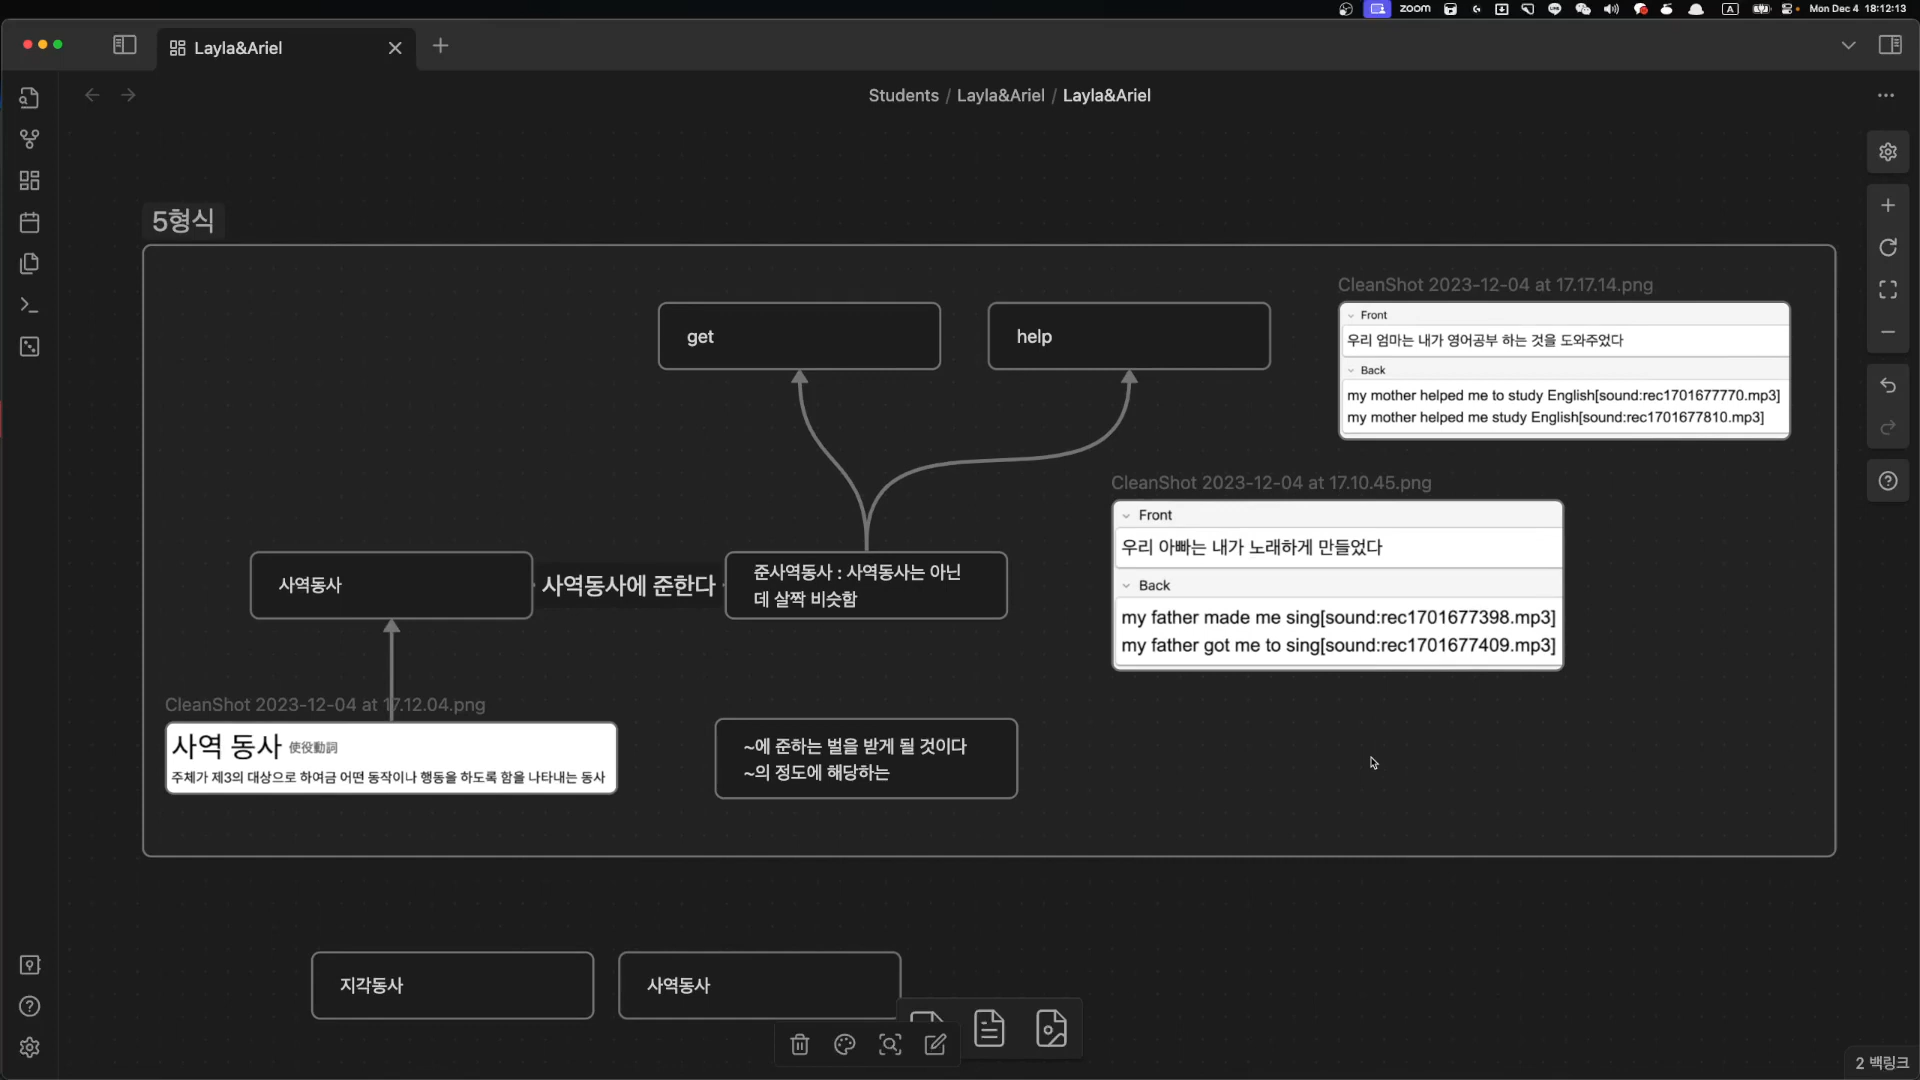 zoom
A
Mon Dec 4 18:12:13
Layla&Ariel
Students / Layla&Ariel / Layla&Ariel
5형식
get
help
CleanShot 2023-12-04 at 17.17.14.png
Front
우리 엄마는 내가 영어공부 하는 것을 도와주었다
Back
my mother helped me to study English[sound:rec1701677770.mp3]
my mother helped me study English[sound:rec1701677810.mp3]
CleanShot 2023-12-04 at 17.10.45.png
Front
우리 아빠는 내가 노래하게 만들었다
Back
my father made me sing[sound:rec1701677398.mp3]
my father got me to sing[sound:rec1701677409.mp3]
사역동사
사역동사에 준한다
준사역동사 : 사역동사는 아닌
데 살짝 비슷함
CleanShot 2023-12-04 at 17.12.04.png
사역 동사 使役動詞
주체가 제3의 대상으로 하여금 어떤 동작이나 행동을 하도록 함을 나타내는 동사
~에 준하는 벌을 받게 될 것이다
~의 정도에 해당하는
지각동사
사역동사
2 백링크